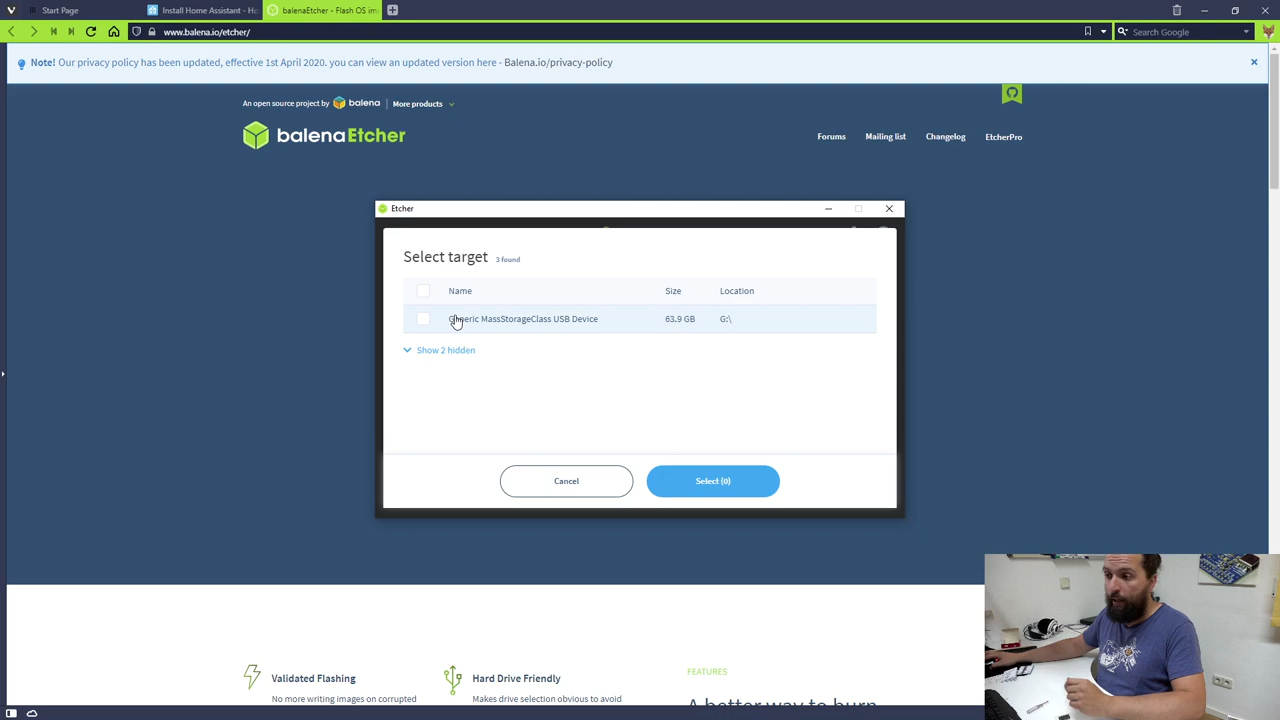 Start Page
Install Home Assistant - Ho
balenaEtcher - Flash OS im
www.balena.io/etcher/
Search Google
Note! Our privacy policy has been updated, effective 1st April 2020. you can view an updated version here - Balena.io/privacy-policy
An open source project by balena More products
balenaEtcher
Forums Mailing list Changelog EtcherPro
Etcher
Select target 3 found
Name Size Location
Generic MassStorageClass USB Device 63.9 GB G:\
Show 2 hidden
Cancel Select (0)
Validated Flashing
No more writing images on corrupted
Hard Drive Friendly
Makes drive selection obvious to avoid
FEATURES
A better way to burn